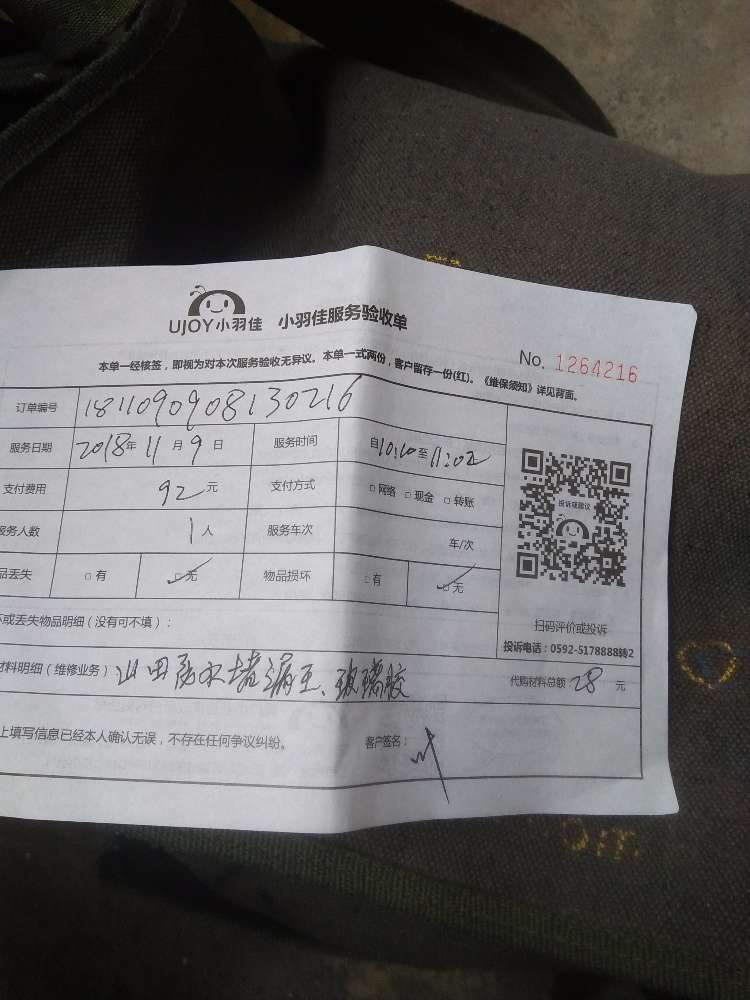 UJOY小羽佳 小羽佳服务验收单
No. 1264216
本单一经核签，即视为对本次服务验收无异议。本单一式两份，客户留存一份(红)。《维保须知》详见背面。
订单编号 1811090908130216
服务日期 2018年 11月 9日 服务时间 自10:10至11:02
支付费用 92元 支付方式 □网络 □现金 □转账
服务人数 1人 服务车次 车/次
品丢失 □有 □无 物品损坏 □有 □无
坏或丢失物品明细（没有可不填）：
材料明细（维修业务）山田防水堵漏王、玻璃胶 代购材料总额：28元
上填写信息已经本人确认无误，不存在任何争议纠纷。 客户签名：
投诉或建议
扫码评价或投诉
投诉电话：0592-5178888转2